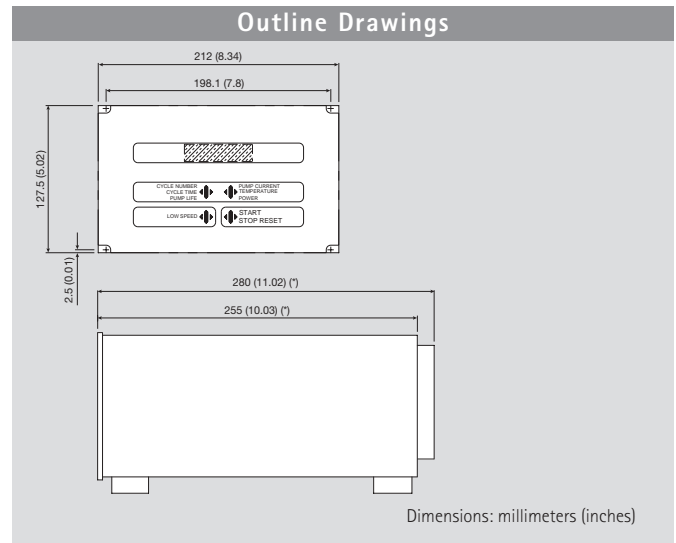 Outline Drawings
212 (8.34)
198.1 (7.8)
127.5 (5.02)
2.5 (0.01)
CYCLE NUMBER
CYCLE TIME
PUMP LIFE
PUMP CURRENT
TEMPERATURE
POWER
LOW SPEED
START
STOP RESET
280 (11.02) (*)
255 (10.03) (*)
Dimensions: millimeters (inches)